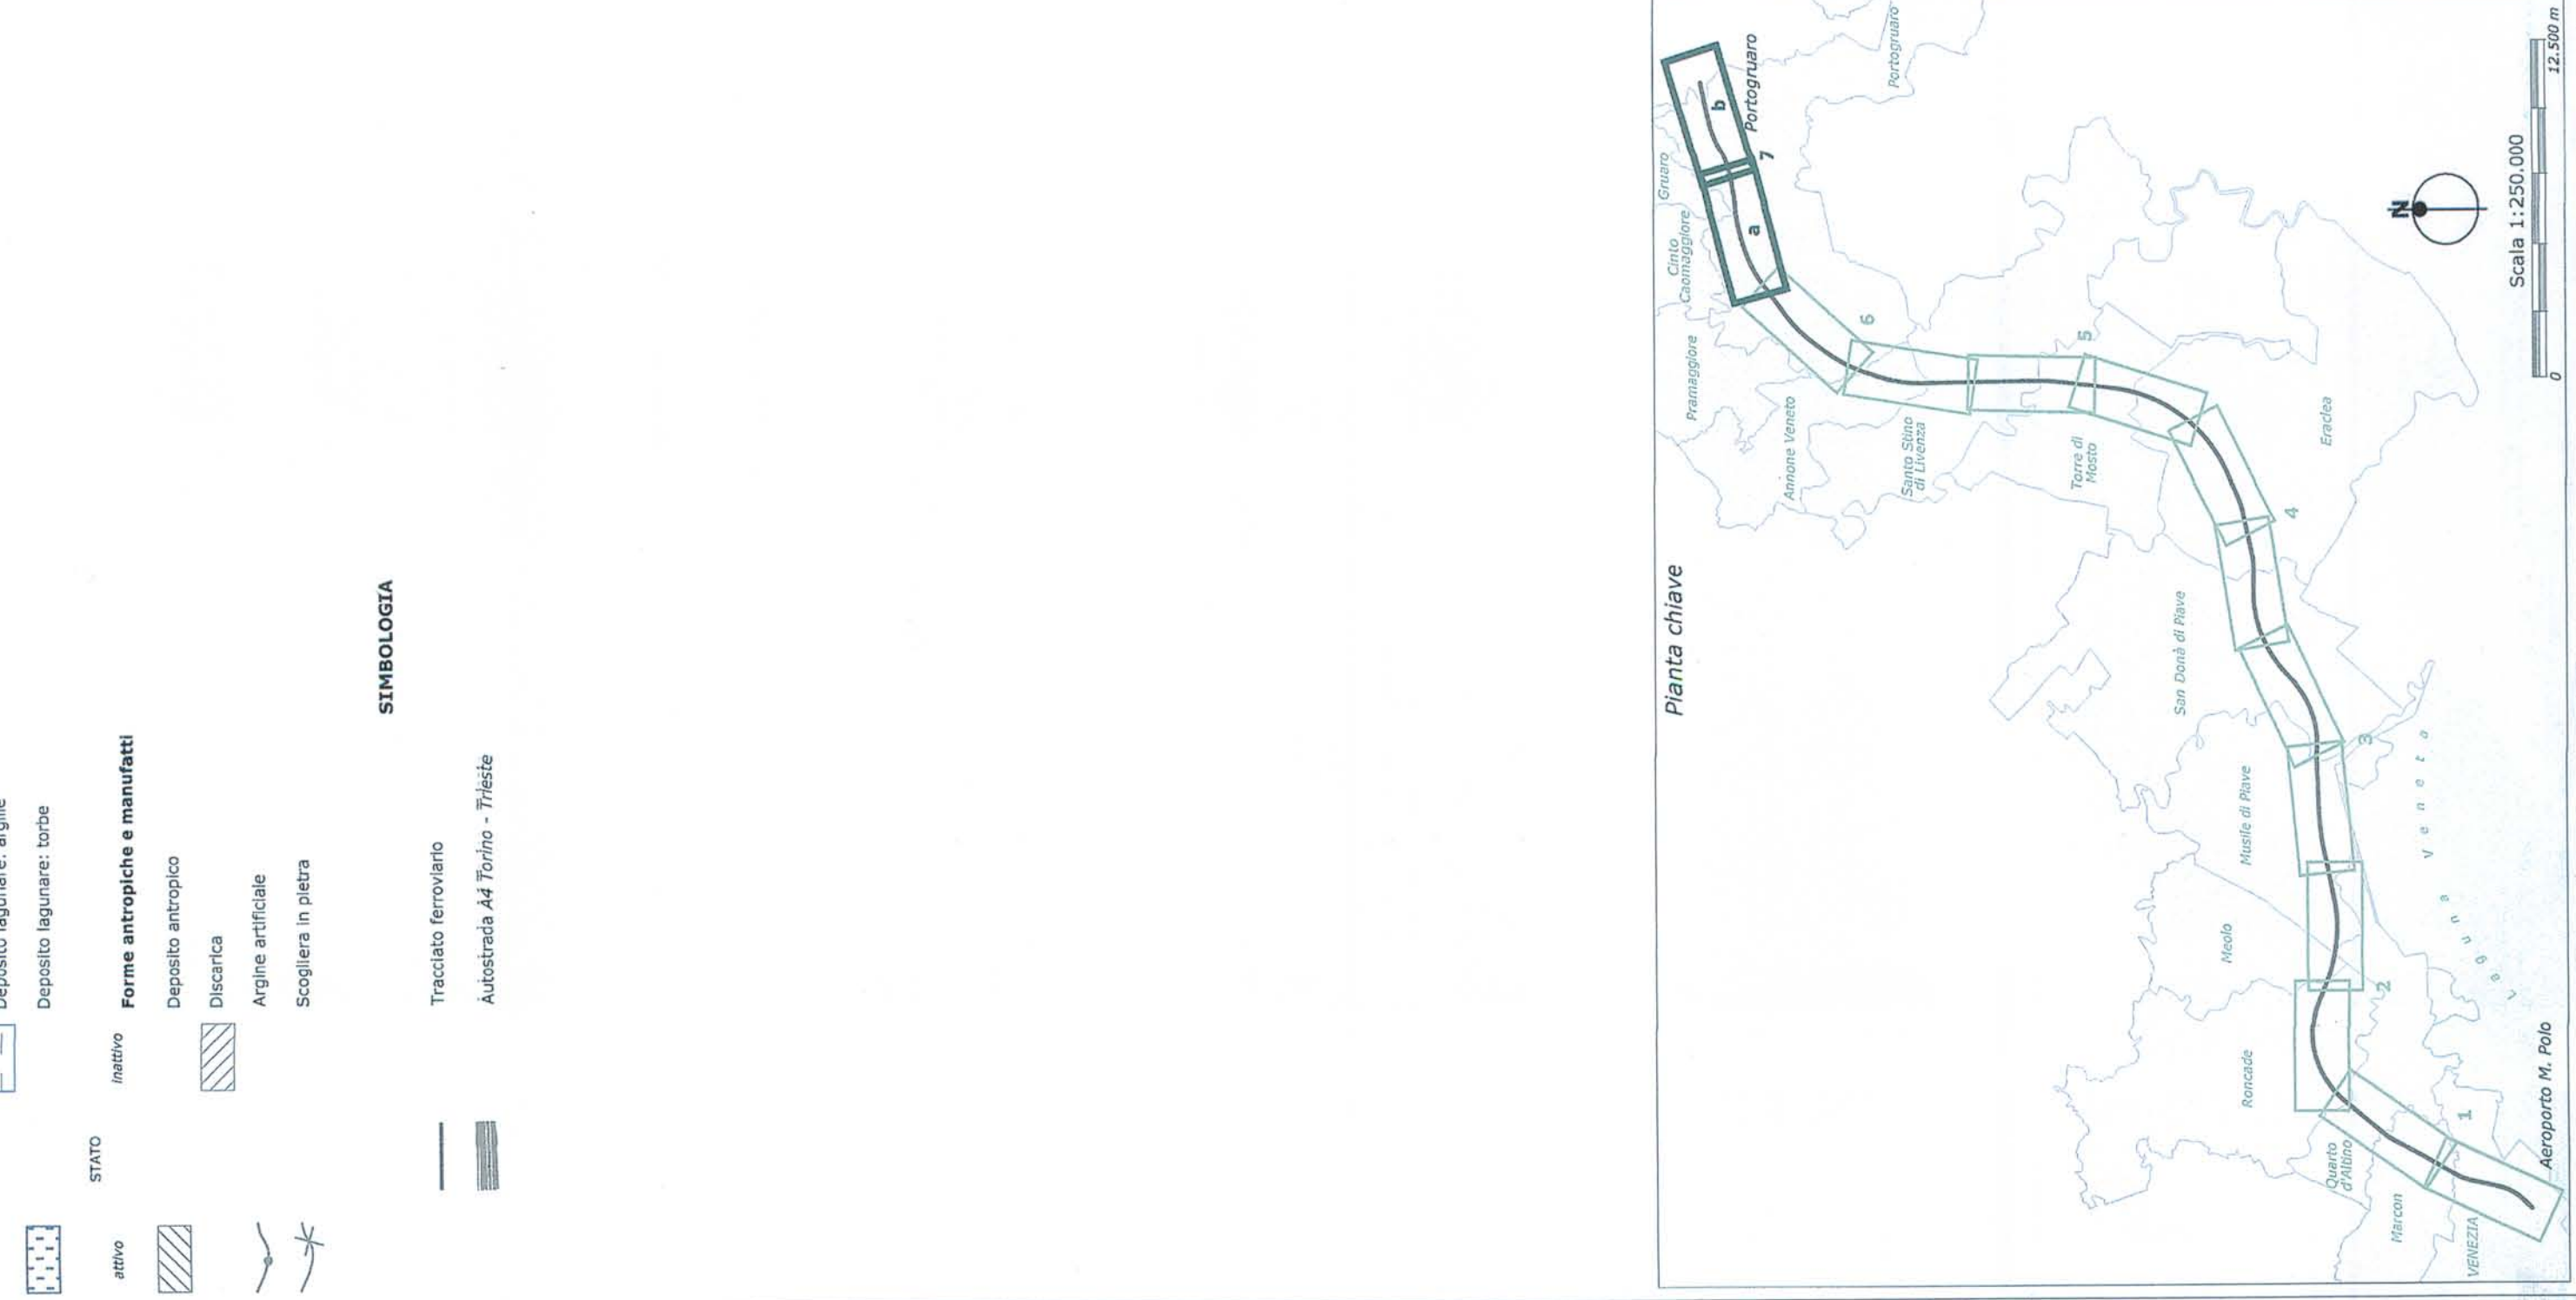 Deposito lagunare: argille
Deposito lagunare: torbe
STATO
attivo
inattivo
Forme antropiche e manufatti
Deposito antropico
Discarica
Argine artificiale
Scogliera in pietra
SIMBOLOGIA
Tracciato ferroviario
Autostrada A4 Torino - Trieste
Pianta chiave
Gruaro
Cinto
Caomaggiore
Pramaggiore
Annone Veneto
Santo Stino
di Livenza
Torre di
Mosto
Portogruaro
Portogruaro
a
b
7
6
5
4
3
2
1
Eraclea
San Donà di Piave
Musile di Piave
Meolo
Roncade
Quarto
d'Altino
Marcon
VENEZIA
Laguna Veneta
Aeroporto M. Polo
N
Scala 1:250.000
0
12.500 m